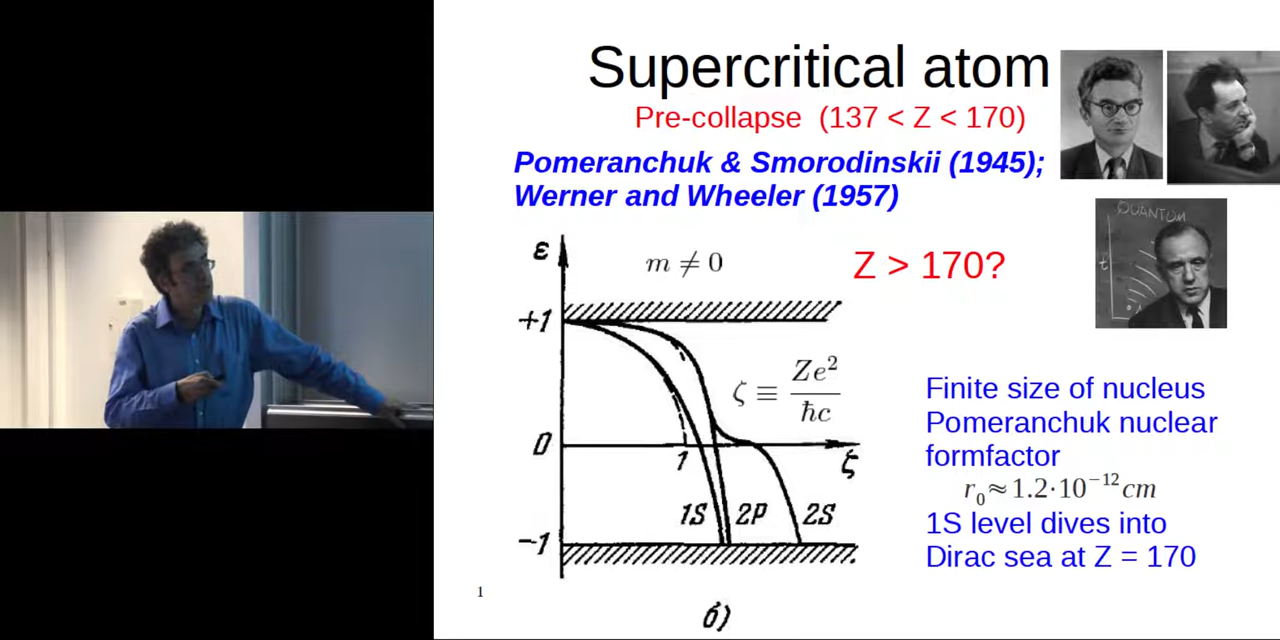 Supercritical atom
Pre-collapse (137 < Z < 170)
Pomeranchuk & Smorodinskii (1945);
Werner and Wheeler (1957)
QUANTUM
t
ε
m ≠ 0
Z > 170?
+1
ζ ≡ Ze²/ħc
0
1
ζ
1S
2P
2S
-1
Finite size of nucleus
Pomeranchuk nuclear
formfactor
r₀≈1.2·10⁻¹² cm
1S level dives into
Dirac sea at Z = 170
1
б)